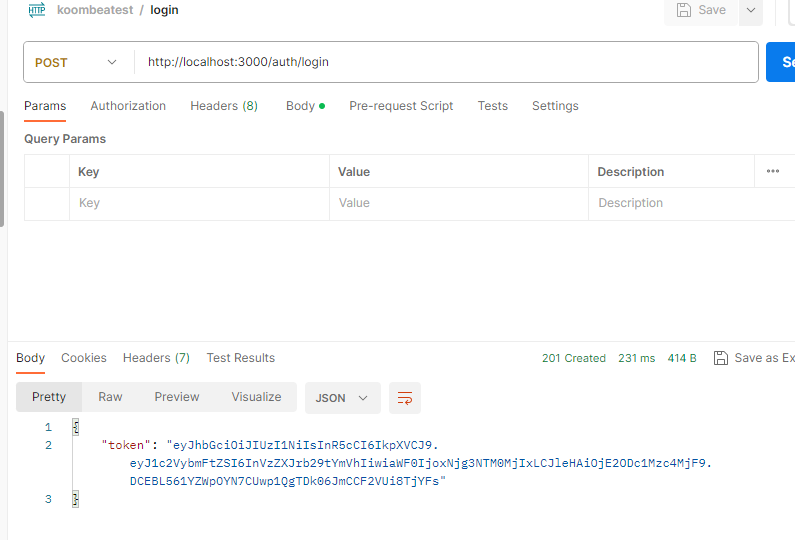 HTTP koombeatest / login Save
POST http://localhost:3000/auth/login Se
Params Authorization Headers (8) Body Pre-request Script Tests Settings
Query Params
Key Value Description
Key Value Description
Body Cookies Headers (7) Test Results 201 Created 231 ms 414 B Save as Ex
Pretty Raw Preview Visualize JSON
1 {
2 "token": "eyJhbGciOiJIUzI1NiIsInR5cCI6IkpXVCJ9.
eyJ1c2VybmFtZSI6InVzZXJrb29tYmVhIiwiaWF0IjoxNjg3NTM0MjIxLCJleHAiOjE2ODc1Mzc4MjF9.
DCEBL561YZWpOYN7CUwp1QgTDk06JmCCF2VUi8TjYFs"
3 }